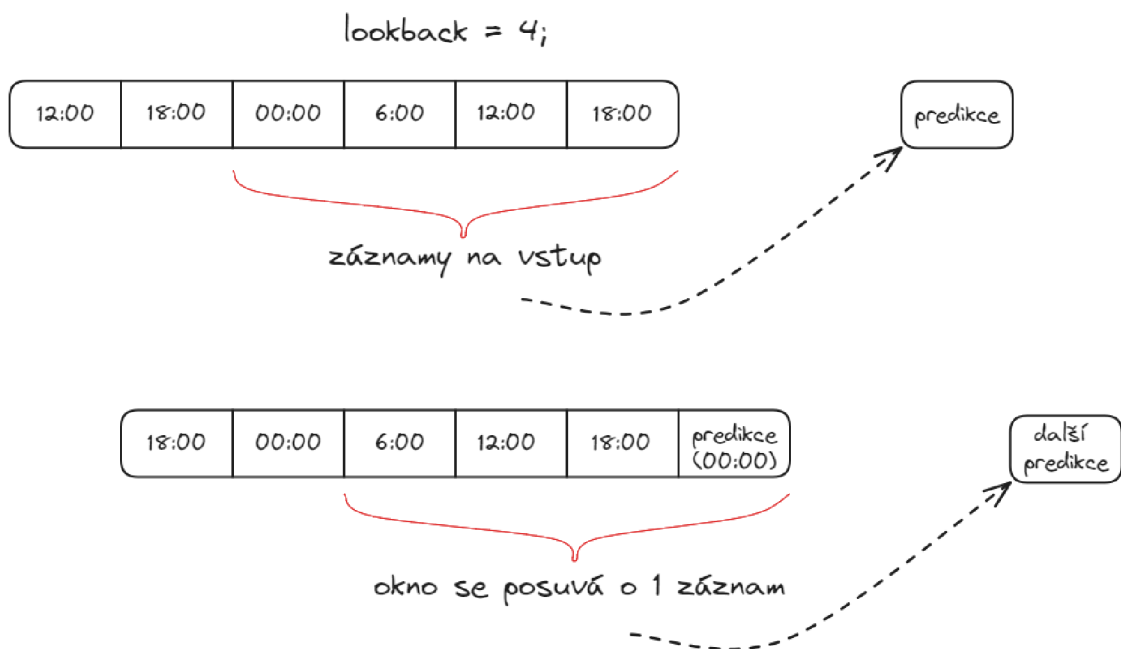 lookback = 4;
12:00 18:00 00:00 6:00 12:00 18:00 predikce
záznamy na vstup
18:00 00:00 6:00 12:00 18:00 predikce
(00:00)
další
predikce
okno se posuvá o 1 záznam